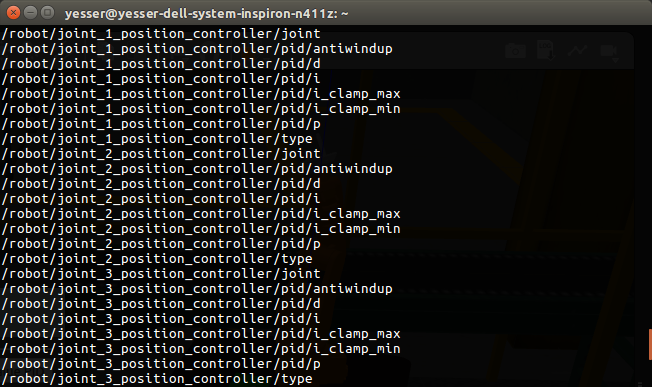 yesser@yesser-dell-system-inspiron-n411z: ~
/robot/joint_1_position_controller/joint
/robot/joint_1_position_controller/pid/antiwindup
/robot/joint_1_position_controller/pid/d
/robot/joint_1_position_controller/pid/i
/robot/joint_1_position_controller/pid/i_clamp_max
/robot/joint_1_position_controller/pid/i_clamp_min
/robot/joint_1_position_controller/pid/p
/robot/joint_1_position_controller/type
/robot/joint_2_position_controller/joint
/robot/joint_2_position_controller/pid/antiwindup
/robot/joint_2_position_controller/pid/d
/robot/joint_2_position_controller/pid/i
/robot/joint_2_position_controller/pid/i_clamp_max
/robot/joint_2_position_controller/pid/i_clamp_min
/robot/joint_2_position_controller/pid/p
/robot/joint_2_position_controller/type
/robot/joint_3_position_controller/joint
/robot/joint_3_position_controller/pid/antiwindup
/robot/joint_3_position_controller/pid/d
/robot/joint_3_position_controller/pid/i
/robot/joint_3_position_controller/pid/i_clamp_max
/robot/joint_3_position_controller/pid/i_clamp_min
/robot/joint_3_position_controller/pid/p
/robot/joint_3_position_controller/type